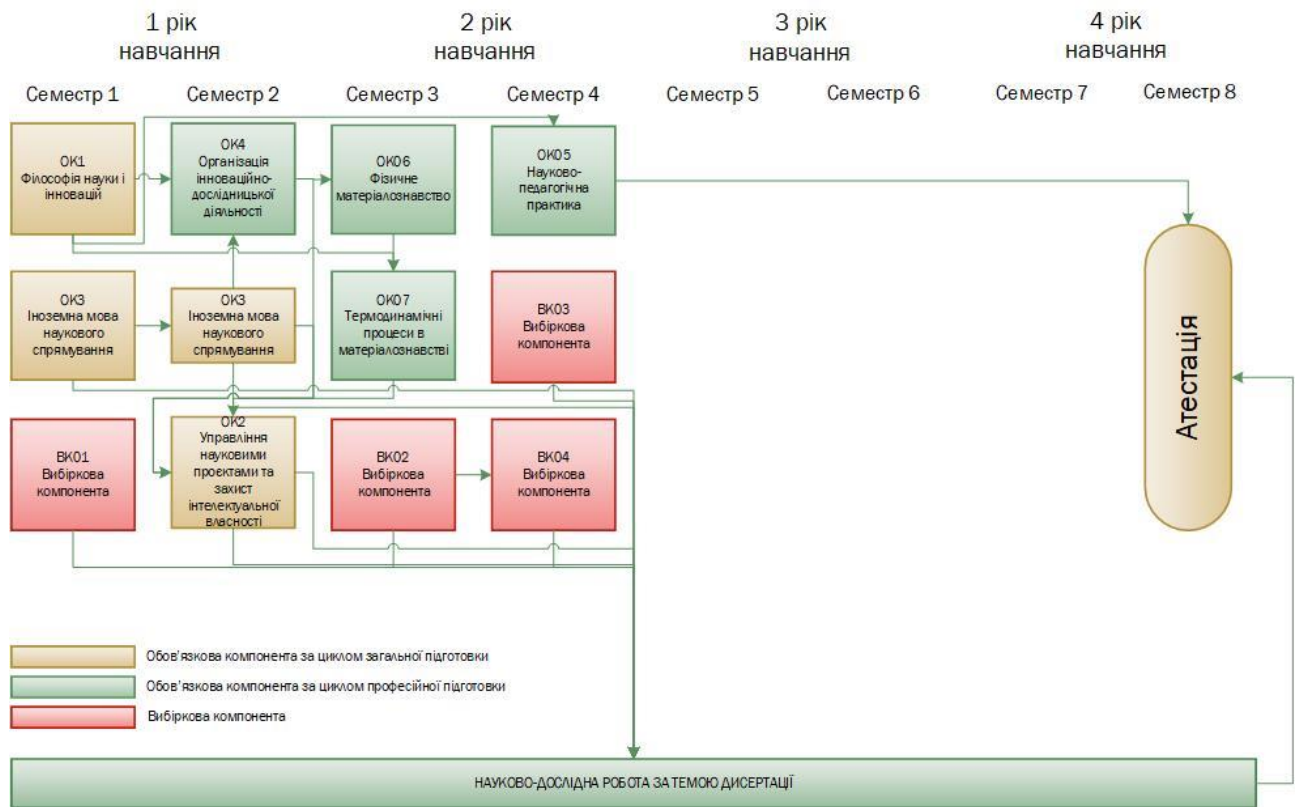 1 рік
навчання
2 рік
навчання
3 рік
навчання
4 рік
навчання
Семестр 1
Семестр 2
Семестр 3
Семестр 4
Семестр 5
Семестр 6
Семестр 7
Семестр 8
ОК1
Філософія науки і
інновацій
ОК4
Організація
інноваційно-
дослідницької
діяльності
ОК06
Фізичне
матеріалознавство
ОК05
Науково-
педагогічна
практика
ОК3
Іноземна мова
наукового
спрямування
ОК3
Іноземна мова
наукового
спрямування
ОК07
Термодинамічні
процеси в
матеріалознавстві
ВК03
Вибіркова
компонента
Атестація
ВК01
Вибіркова
компонента
ОК2
Управління
науковими
проєктами та
захист
інтелектуальної
власності
ВК02
Вибіркова
компонента
ВК04
Вибіркова
компонента
Обов'язкова компонента за циклом загальної підготовки
Обов'язкова компонента за циклом професійної підготовки
Вибіркова компонента
НАУКОВО-ДОСЛІДНА РОБОТА ЗА ТЕМОЮ ДИСЕРТАЦІЇ